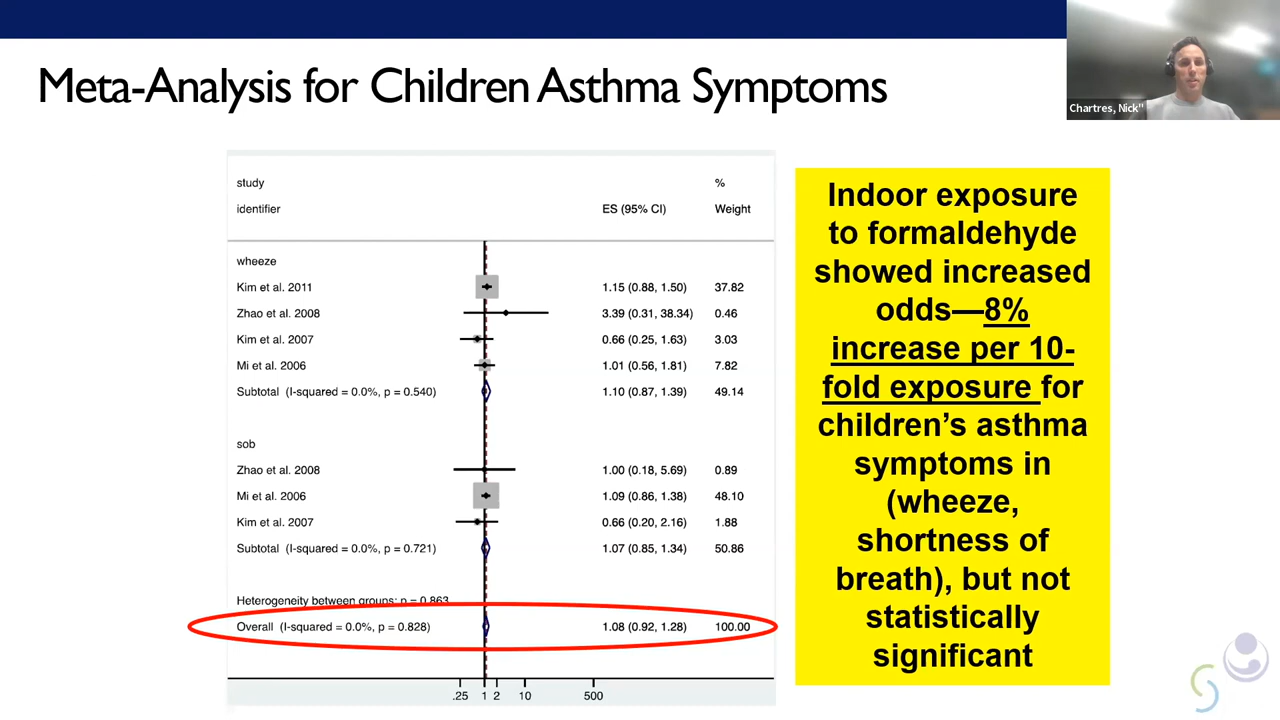 Meta-Analysis for Children Asthma Symptoms
Chartres, Nick"
study %
identifier ES (95% CI) Weight
wheeze
Kim et al. 2011 1.15 (0.88, 1.50) 37.82
Zhao et al. 2008 3.39 (0.31, 38.34) 0.46
Kim et al. 2007 0.66 (0.25, 1.63) 3.03
Mi et al. 2006 1.01 (0.56, 1.81) 7.82
Subtotal (I-squared = 0.0%, p = 0.540) 1.10 (0.87, 1.39) 49.14
sob
Zhao et al. 2008 1.00 (0.18, 5.69) 0.89
Mi et al. 2006 1.09 (0.86, 1.38) 48.10
Kim et al. 2007 0.66 (0.20, 2.16) 1.88
Subtotal (I-squared = 0.0%, p = 0.721) 1.07 (0.85, 1.34) 50.86
Heterogeneity between groups: p = 0.863
Overall (I-squared = 0.0%, p = 0.828) 1.08 (0.92, 1.28) 100.00
.25 1 2 10 500
Indoor exposure
to formaldehyde
showed increased
odds—8%
increase per 10-
fold exposure for
children’s asthma
symptoms in
(wheeze,
shortness of
breath), but not
statistically
significant